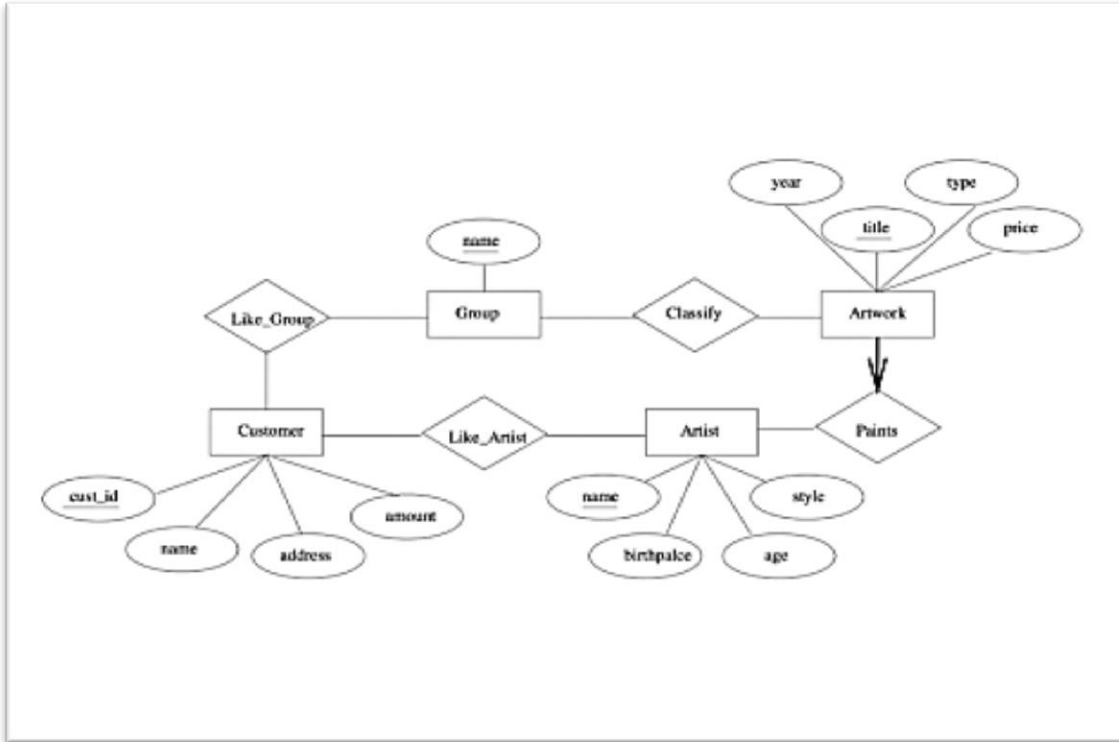 year
type
name
title
price
Like_Group
Group
Classify
Artwork
Customer
Like_Artist
Artist
Paints
cust_id
name
style
amount
name
address
birthpalce
age